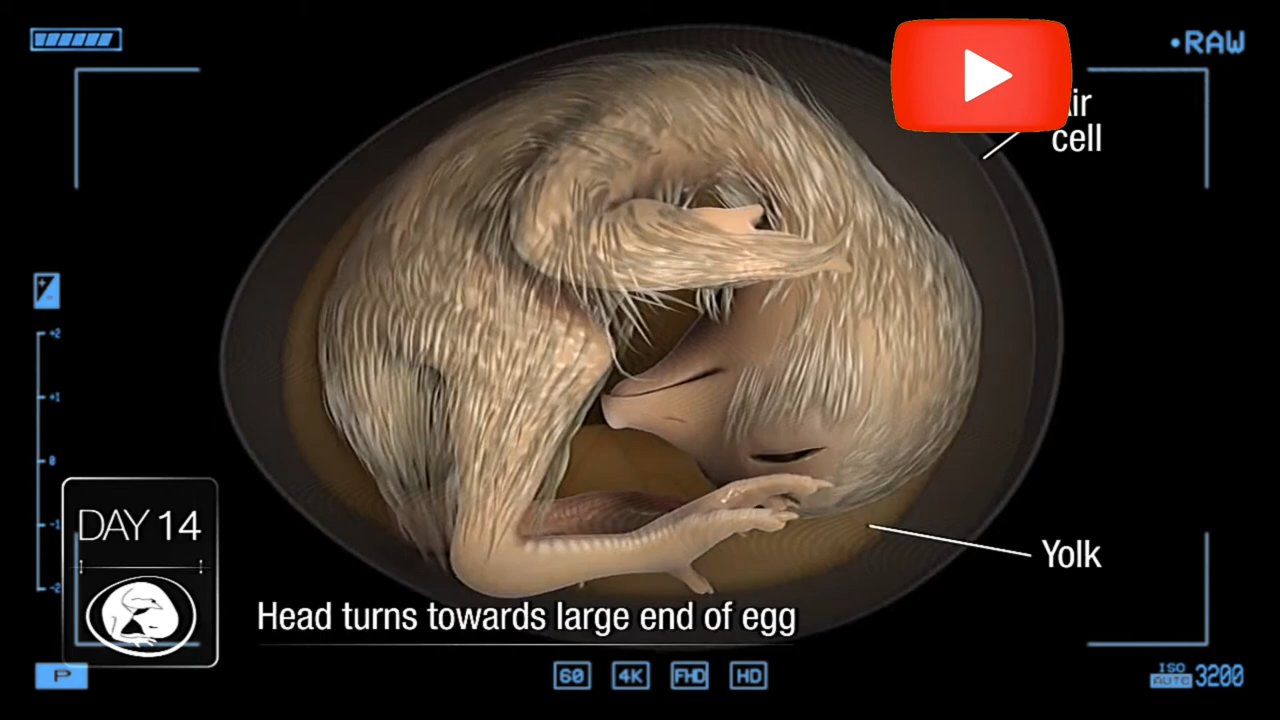 •RAW
cell
+2
+1
0
-1
-2
DAY 14
Yolk
Head turns towards large end of egg
P
60
4K
FHD
HD
ISO
AUTO 3200